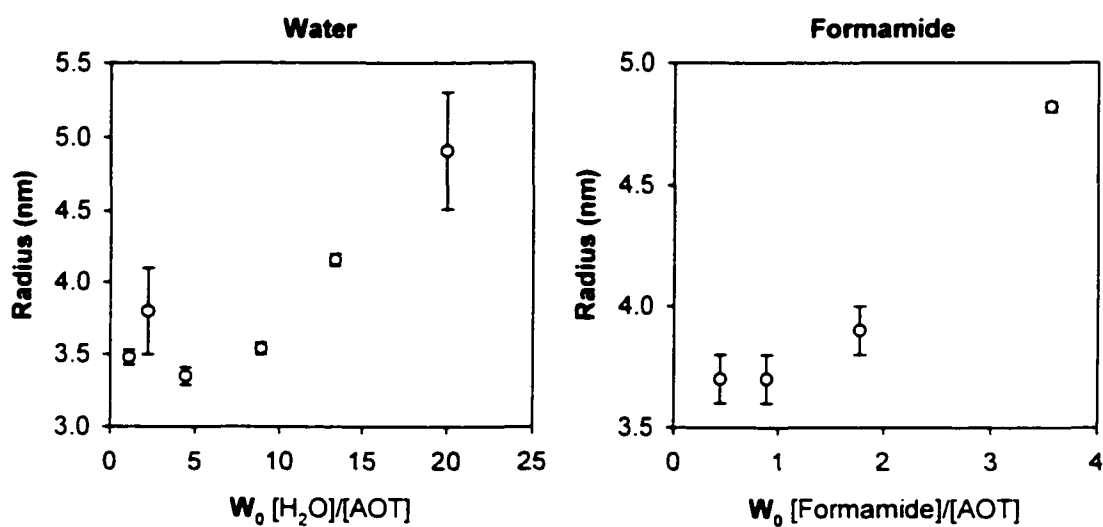 Water
5.5
5.0
4.5
4.0
3.5
3.0
Radius (nm)
0 5 10 15 20 25
W₀ [H₂O]/[AOT]
Formamide
5.0
4.5
4.0
3.5
Radius (nm)
0 1 2 3 4
W₀ [Formamide]/[AOT]